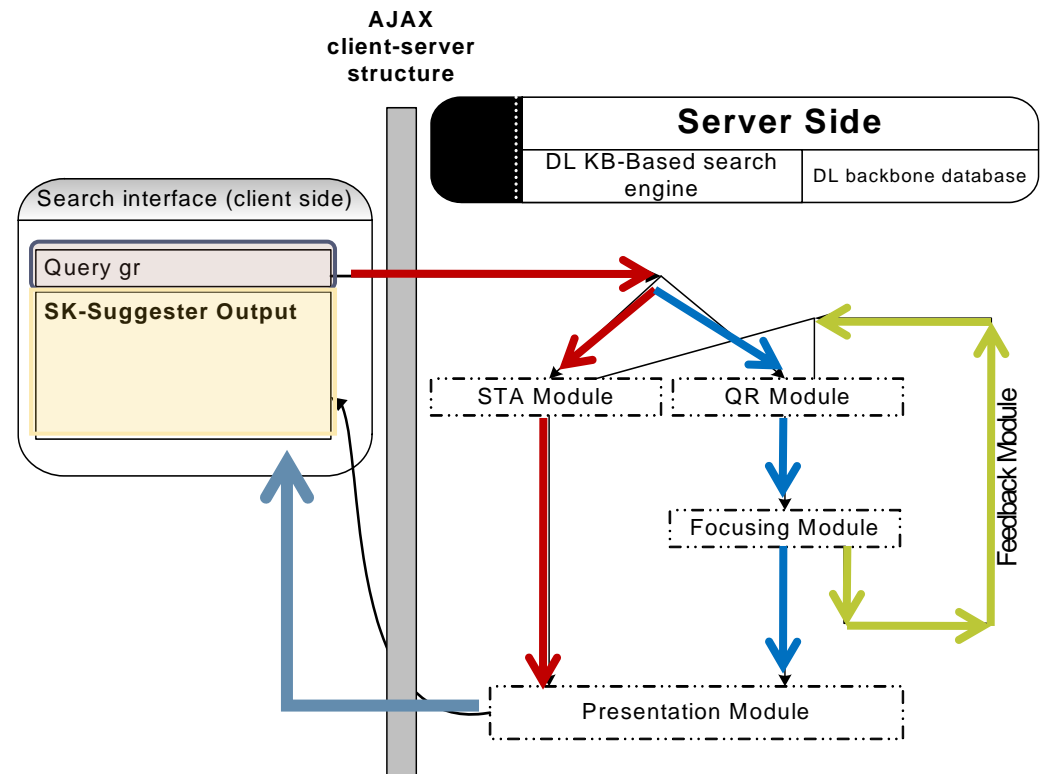 AJAX
client-server
structure
Server Side
DL KB-Based search
engine
DL backbone database
Search interface (client side)
Query gr
SK-Suggester Output
STA Module
QR Module
Focusing Module
Feedback Module
Presentation Module